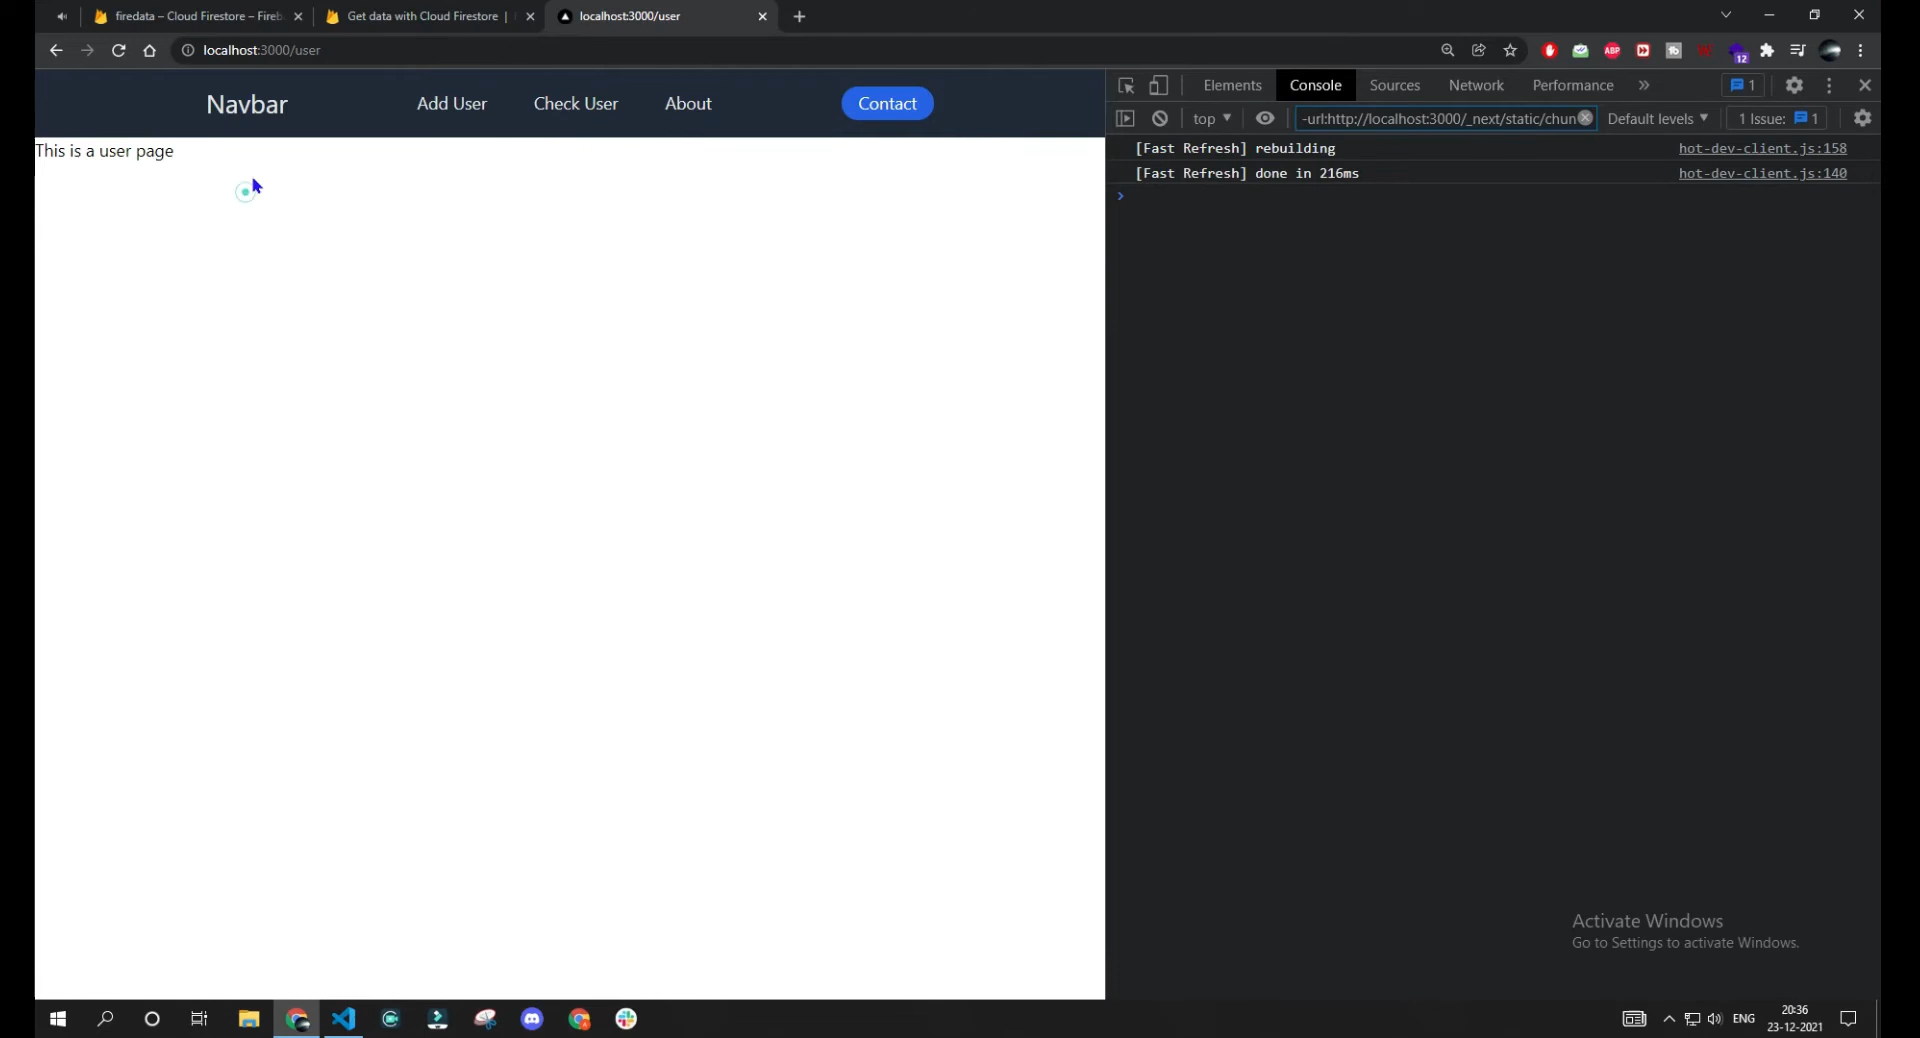 firedata – Cloud Firestore – Fireb
Get data with Cloud Firestore |
localhost:3000/user
localhost:3000/user
ABP
12
Navbar
Add User
Check User
About
Contact
This is a user page
Elements
Console
Sources
Network
Performance
1
top
-url:http://localhost:3000/_next/static/chun
Default levels
1 Issue:
1
[Fast Refresh] rebuilding
hot-dev-client.js:158
[Fast Refresh] done in 216ms
hot-dev-client.js:140
Activate Windows
Go to Settings to activate Windows.
ENG
20:36
23-12-2021